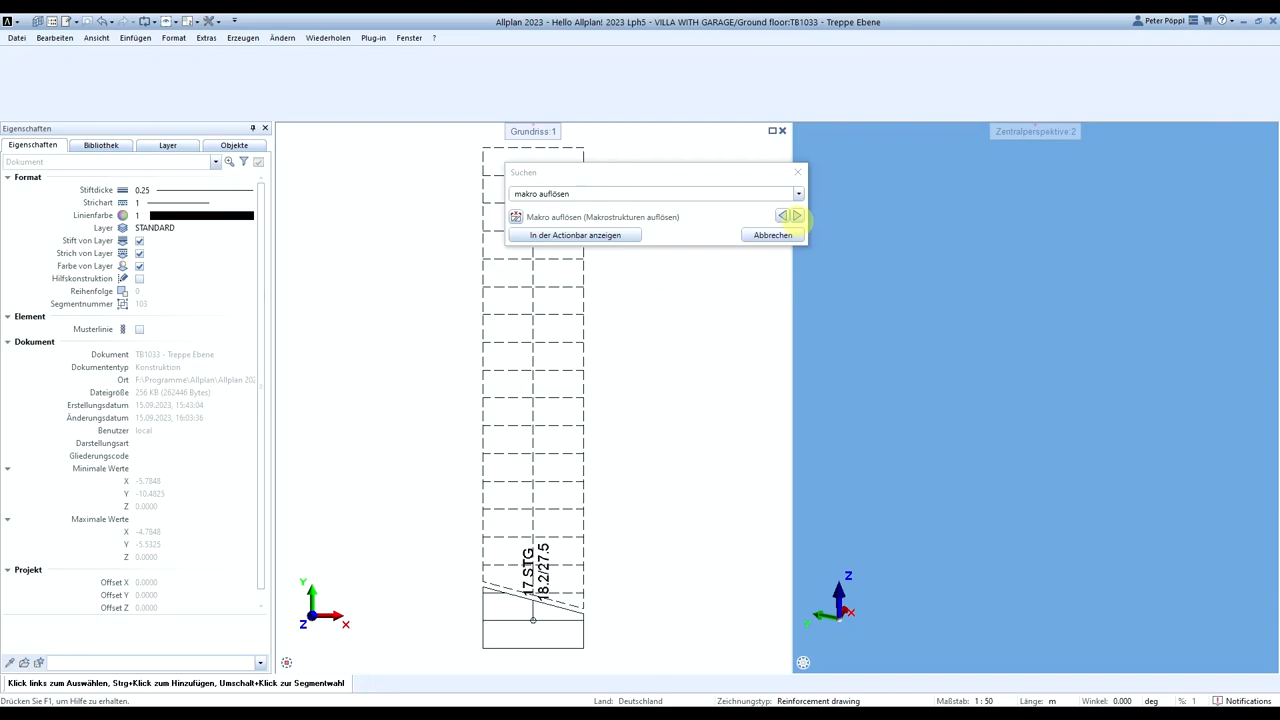 Allplan 2023 - Hello Allplan! 2023 Lph5 - VILLA WITH GARAGE/Ground floor:TB1033 - Treppe Ebene
Peter Pöppl
Datei Bearbeiten Ansicht Einfügen Format Extras Erzeugen Ändern Wiederholen Plug-in Fenster ?
Eigenschaften
Eigenschaften Bibliothek Layer Objekte
Dokument
Format
Stiftdicke 0.25
Strichart 1
Linienfarbe 1
Layer STANDARD
Stift von Layer
Strich von Layer
Farbe von Layer
Hilfskonstruktion
Reihenfolge 0
Segmentnummer 103
Element
Musterlinie
Dokument
Dokument TB1033 - Treppe Ebene
Dokumententyp Konstruktion
Ort F:\Programme\Allplan\Allplan 202
Dateigröße 256 KB (262446 Bytes)
Erstellungsdatum 15.09.2023, 15:43:04
Änderungsdatum 15.09.2023, 16:03:36
Benutzer local
Darstellungsart
Gliederungscode
Minimale Werte
X -5.7848
Y -10.4825
Z 0.0000
Maximale Werte
X -4.7848
Y -5.5325
Z 0.0000
Projekt
Offset X 0.0000
Offset Y 0.0000
Offset Z 0.0000
Grundriss:1
Zentralperspektive:2
Suchen
makro auflösen
Makro auflösen (Makrostrukturen auflösen)
In der Actionbar anzeigen Abbrechen
17 STG
18.2/27.5
Y
Z X
Z
Y X
Klick links zum Auswählen, Strg+Klick zum Hinzufügen, Umschalt+Klick zur Segmentwahl
Drücken Sie F1, um Hilfe zu erhalten. Land: Deutschland Zeichnungstyp: Reinforcement drawing Maßstab: 1 : 50 Länge: m Winkel: 0.000 deg %: 1 Notifications